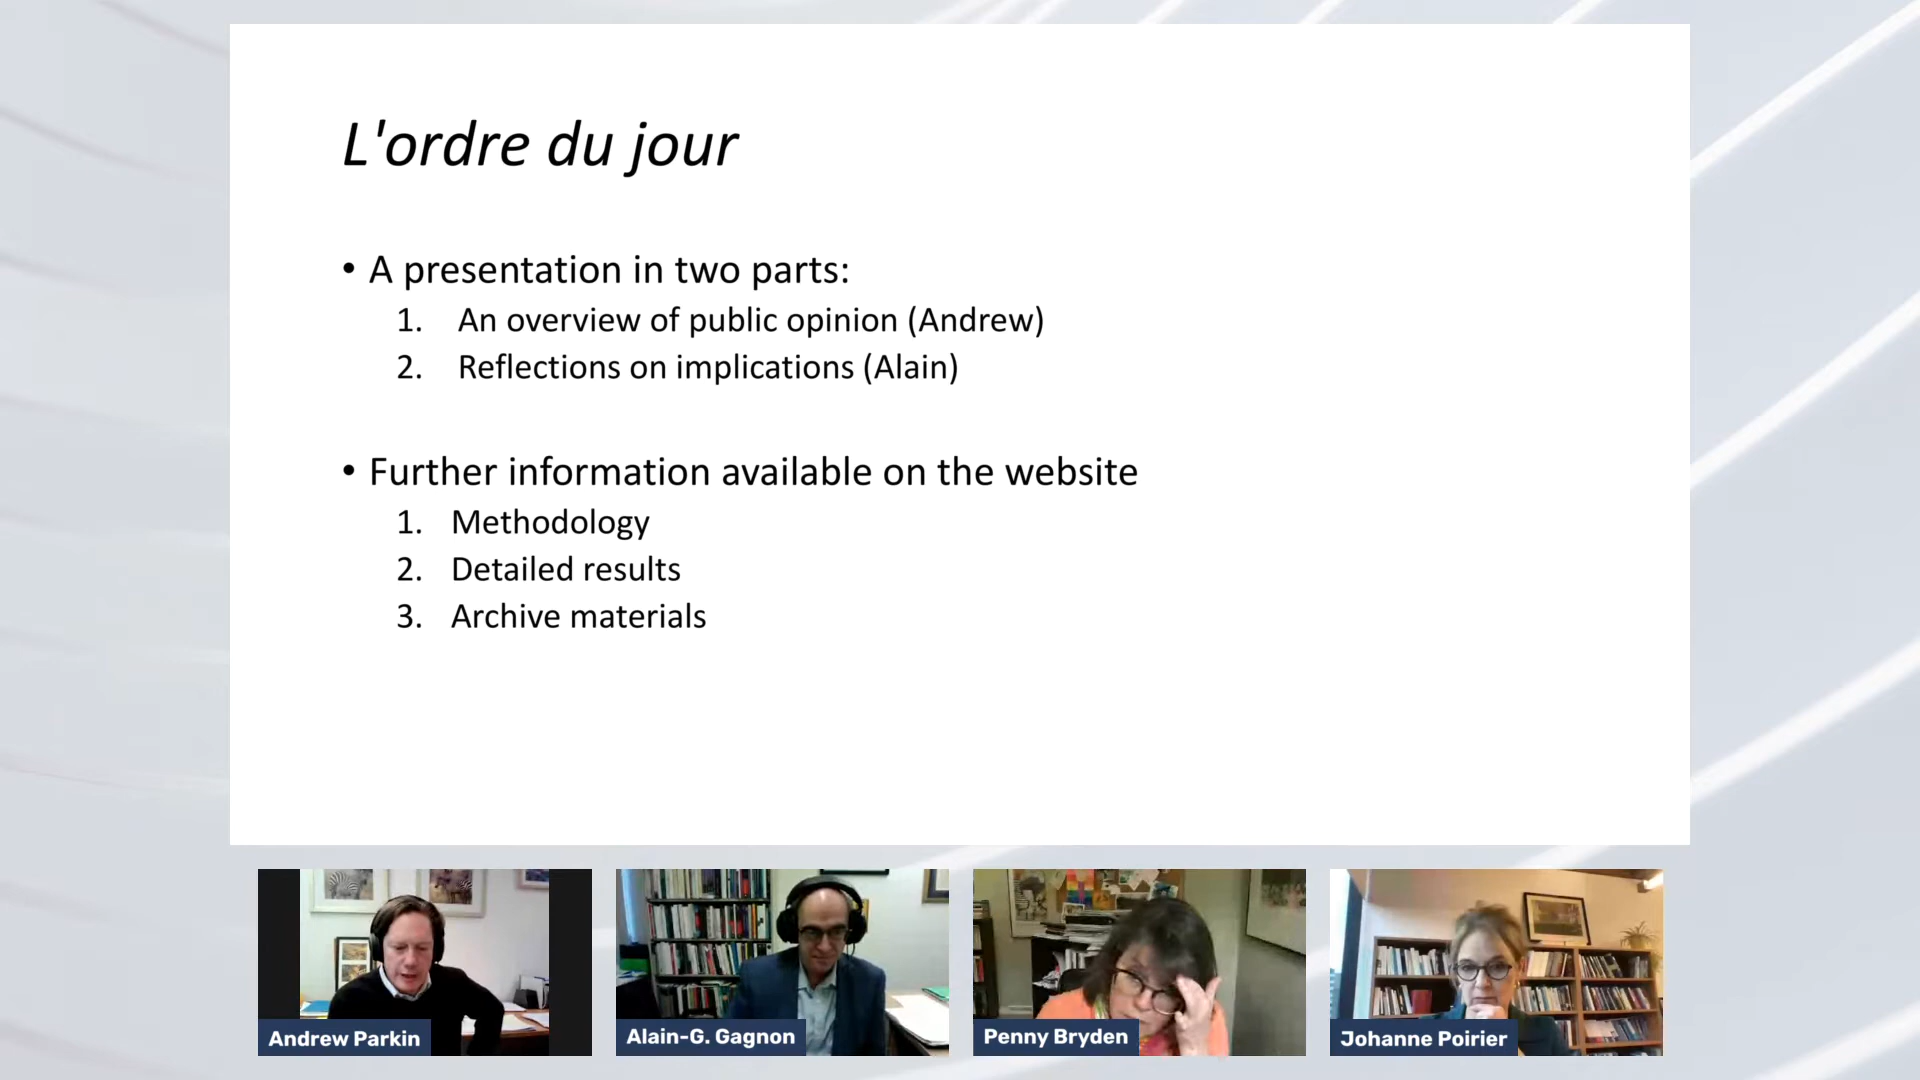 L'ordre du jour
• A presentation in two parts:
1. An overview of public opinion (Andrew)
2. Reflections on implications (Alain)
• Further information available on the website
1. Methodology
2. Detailed results
3. Archive materials
Andrew Parkin
Alain-G. Gagnon
Penny Bryden
Johanne Poirier